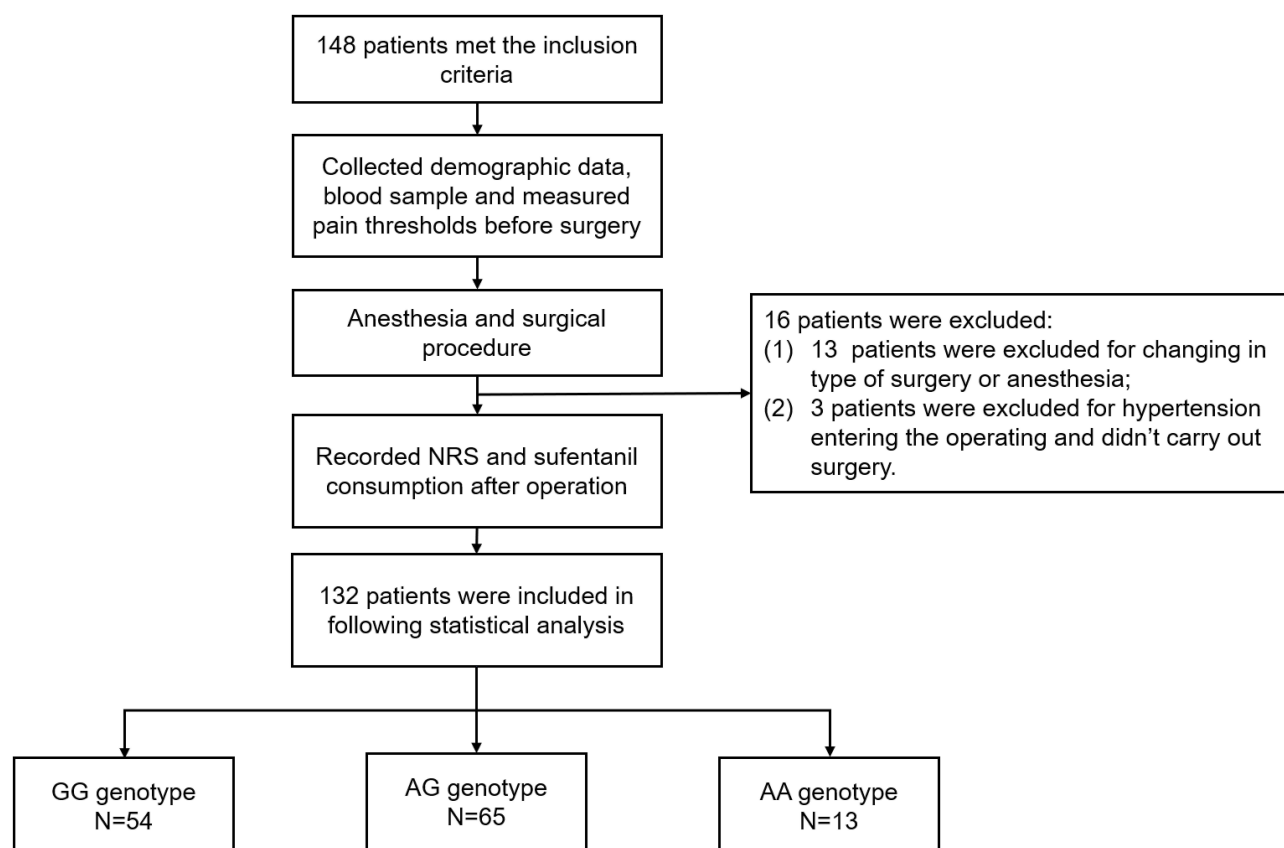 148 patients met the inclusion
criteria
Collected demographic data,
blood sample and measured
pain thresholds before surgery
Anesthesia and surgical
procedure
16 patients were excluded:
(1) 13 patients were excluded for changing in
type of surgery or anesthesia;
(2) 3 patients were excluded for hypertension
entering the operating and didn’t carry out
surgery.
Recorded NRS and sufentanil
consumption after operation
132 patients were included in
following statistical analysis
GG genotype
N=54
AG genotype
N=65
AA genotype
N=13